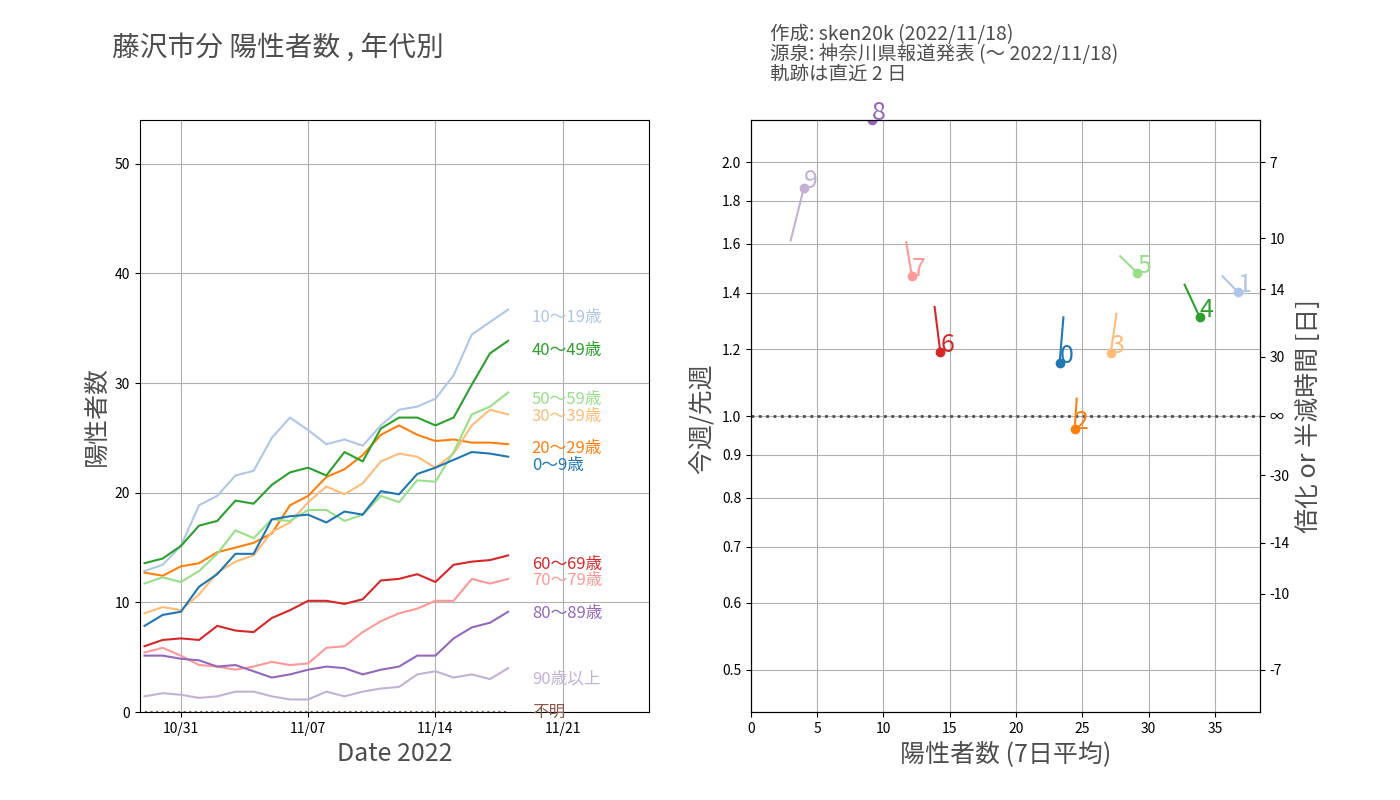 藤沢市分 陽性者数 , 年代別
作成: sken20k (2022/11/18)
源泉: 神奈川県報道発表 (～ 2022/11/18)
軌跡は直近 2 日
陽性者数
50
40
30
20
10
0
10/31
11/07
11/14
11/21
Date 2022
10～19歳
40～49歳
50～59歳
30～39歳
20～29歳
0～9歳
60～69歳
70～79歳
80～89歳
90歳以上
不明
今週/先週
2.0
1.8
1.6
1.4
1.2
1.0
0.9
0.8
0.7
0.6
0.5
8
9
7
5
1
4
6
0
3
2
0
5
10
15
20
25
30
35
陽性者数 (7日平均)
7
10
14
30
∞
-30
-14
-10
-7
倍化 or 半減時間 [日]